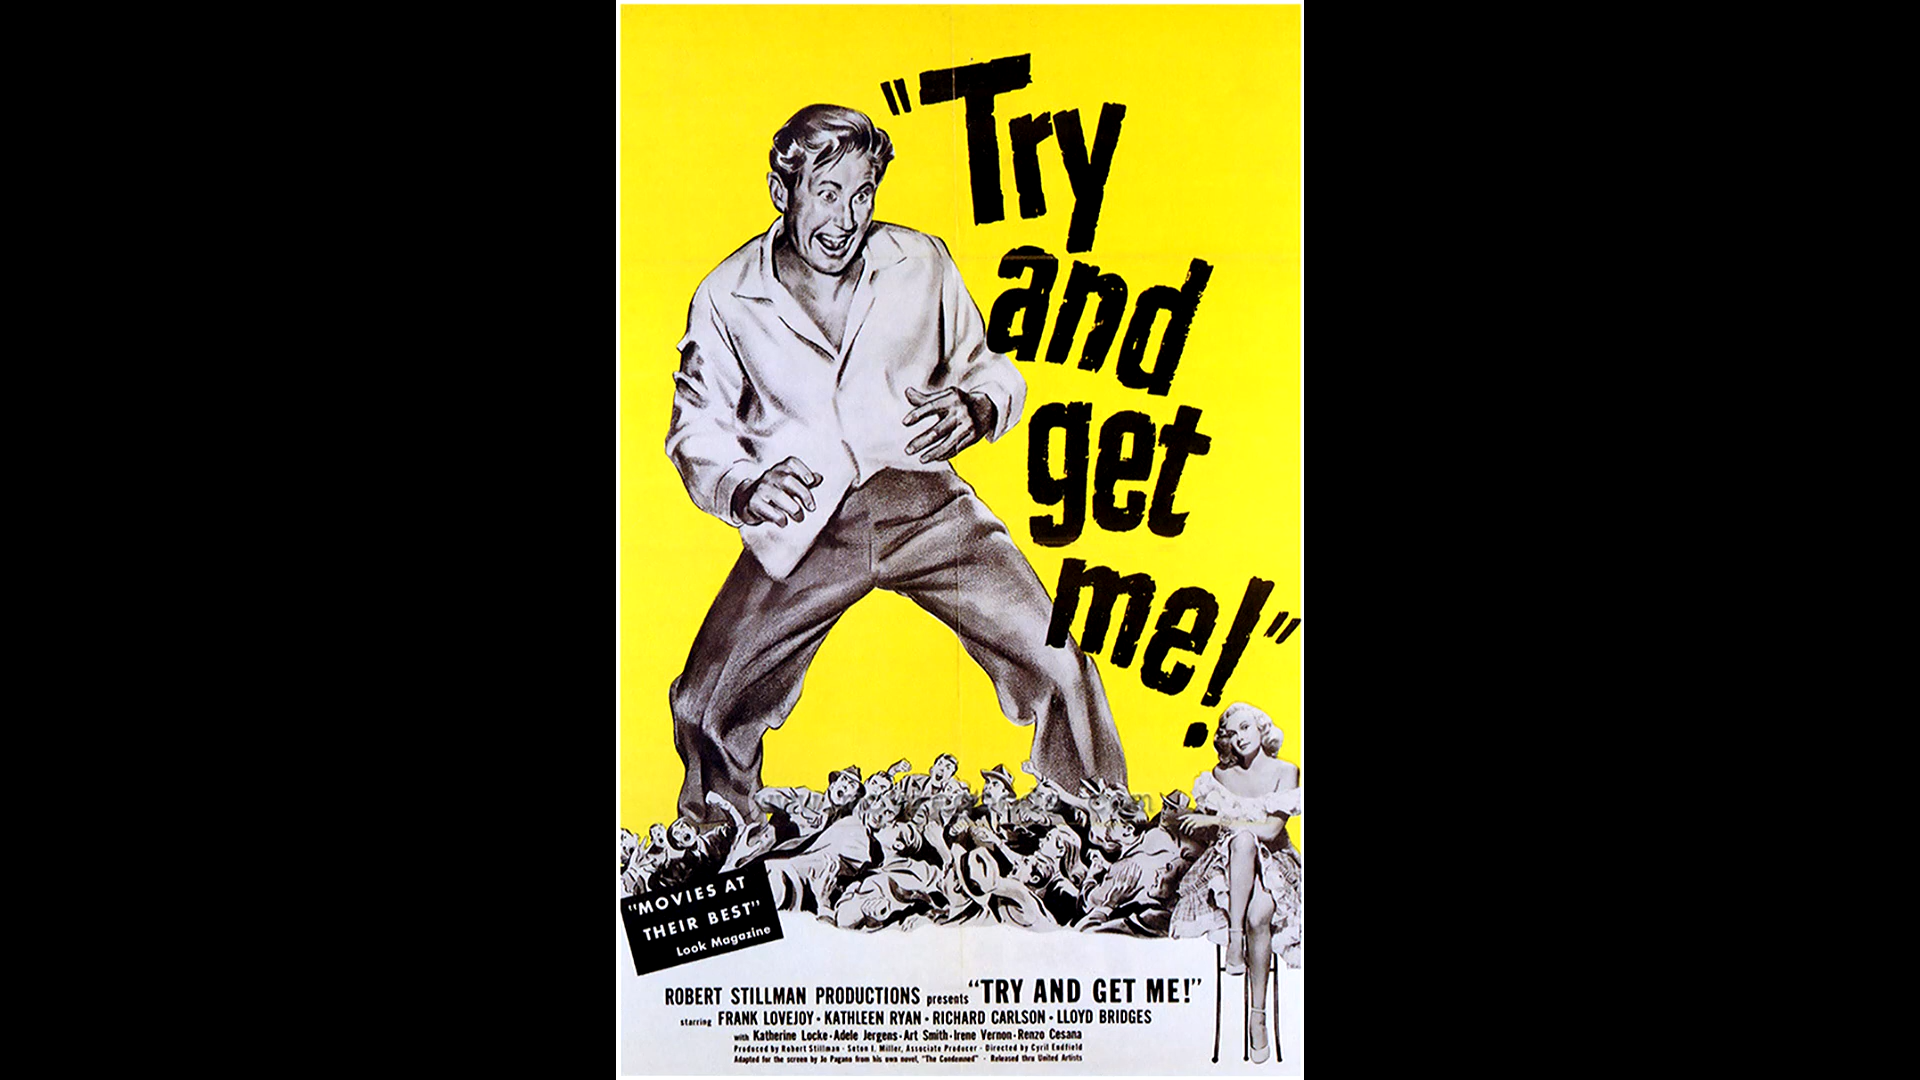 "Try
and
get
me!"
"MOVIES AT
THEIR BEST"
Look Magazine
ROBERT STILLMAN PRODUCTIONS presents "TRY AND GET ME!"
starring FRANK LOVEJOY · KATHLEEN RYAN · RICHARD CARLSON · LLOYD BRIDGES
with Katherine Locke · Adele Jergens · Art Smith · Irene Vernon · Renzo Cesana
Produced by Robert Stillman · Seton I. Miller, Associate Producer · Directed by Cyril Endfield
Adapted for the screen by Jo Pagano from his own novel, "The Condemned" · Released thru United Artists